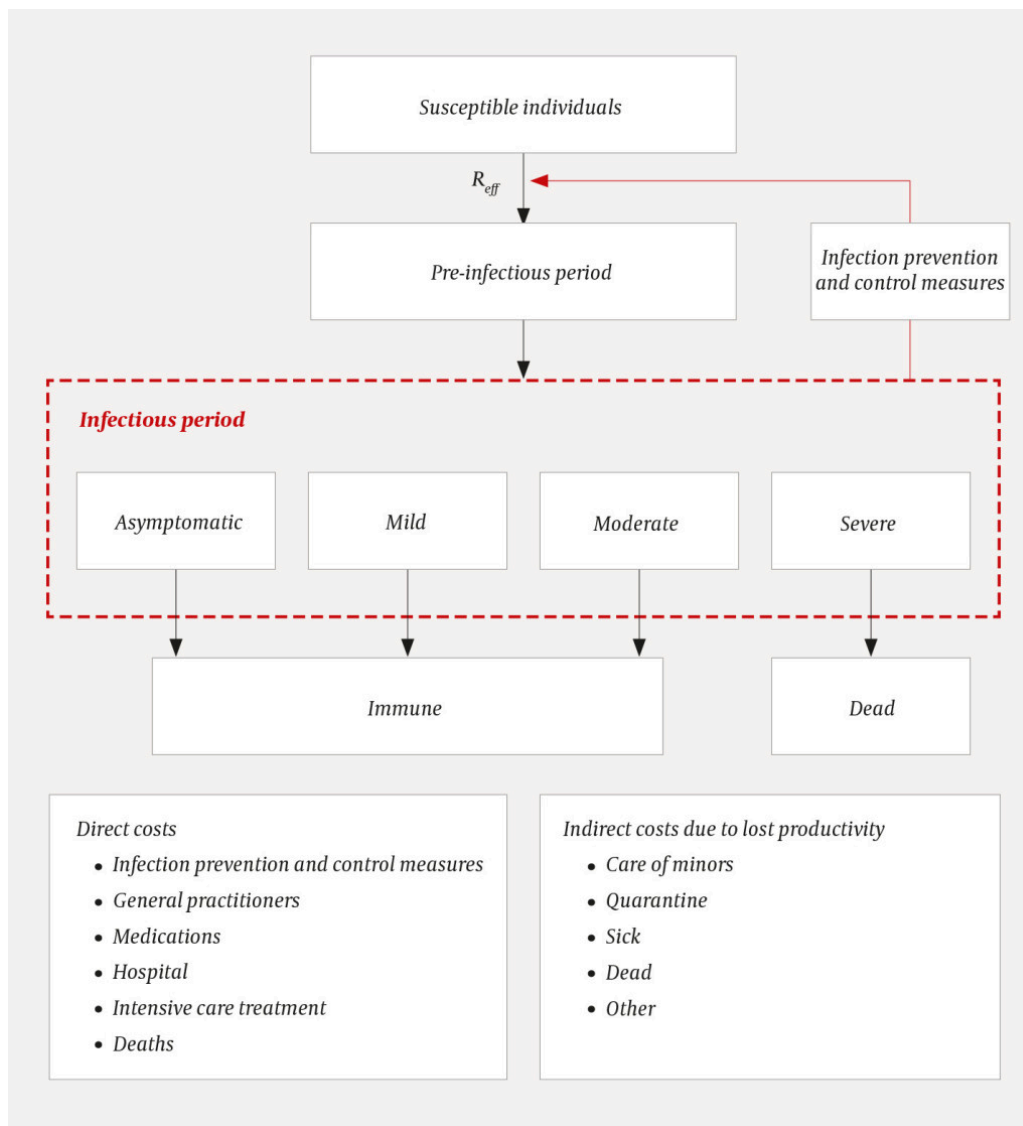 Susceptible individuals
Reff
Pre-infectious period
Infection prevention
and control measures
Infectious period
Asymptomatic
Mild
Moderate
Severe
Immune
Dead
Direct costs
• Infection prevention and control measures
• General practitioners
• Medications
• Hospital
• Intensive care treatment
• Deaths
Indirect costs due to lost productivity
• Care of minors
• Quarantine
• Sick
• Dead
• Other